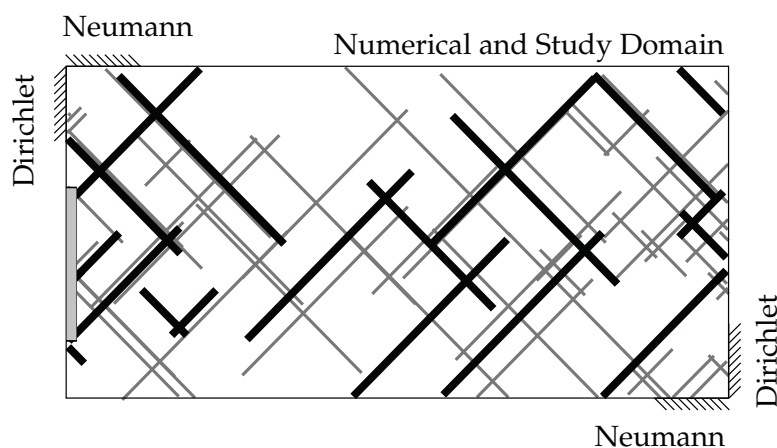 Neumann
Numerical and Study Domain
Dirichlet
Dirichlet
Neumann